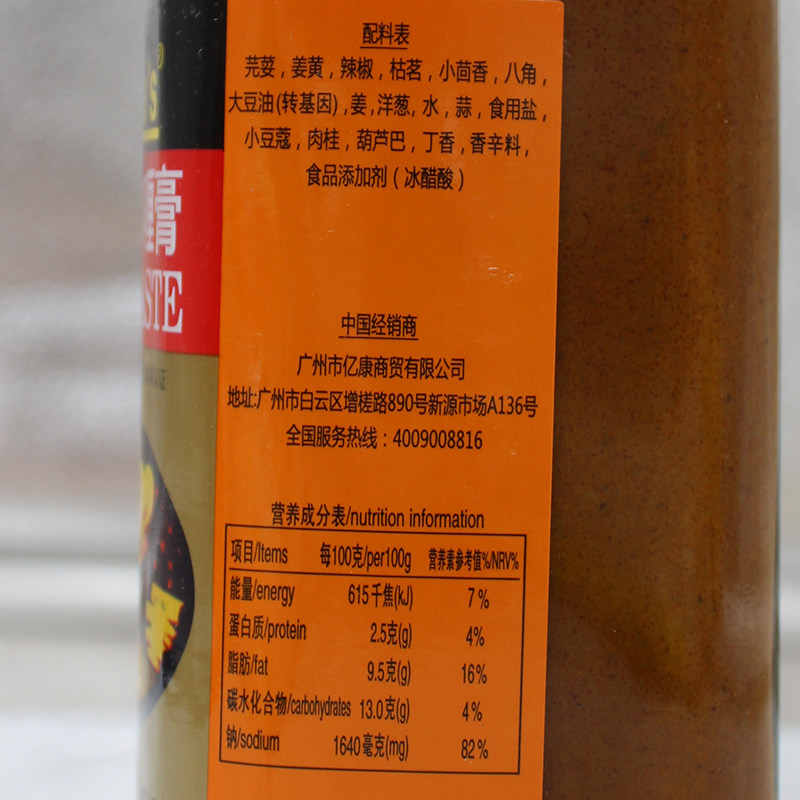 配料表
芫荽，姜黄，辣椒，枯茗，小茴香，八角，
大豆油(转基因)，姜，洋葱，水，蒜，食用盐，
小豆蔻，肉桂，葫芦巴，丁香，香辛料，
食品添加剂（冰醋酸）
中国经销商
广州市亿康商贸有限公司
地址:广州市白云区增槎路890号新源市场A136号
全国服务热线：4009008816
营养成分表/nutrition information
项目/Items 每100克/per100g 营养素参考值%/NRV%
能量/energy 615千焦(kJ) 7%
蛋白质/protein 2.5克(g) 4%
脂肪/fat 9.5克(g) 16%
碳水化合物/carbohydrates 13.0克(g) 4%
钠/sodium 1640毫克(mg) 82%
S®
膏
STE